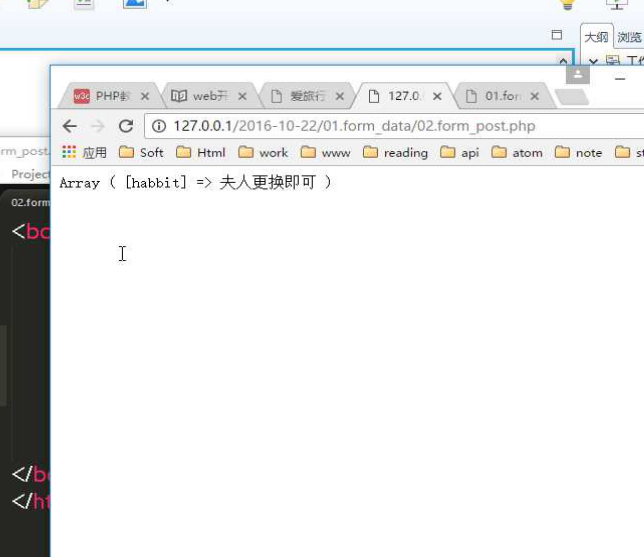 大纲 浏览
PHP教 web开 爱旅行 127.0. 01.for
127.0.0.1/2016-10-22/01.form_data/02.form_post.php
rm_post.
应用 Soft Html work www reading api atom note st
Project
Array ( [habbit] => 夫人更换即可 )
02.form
<bo
</bo
</ht